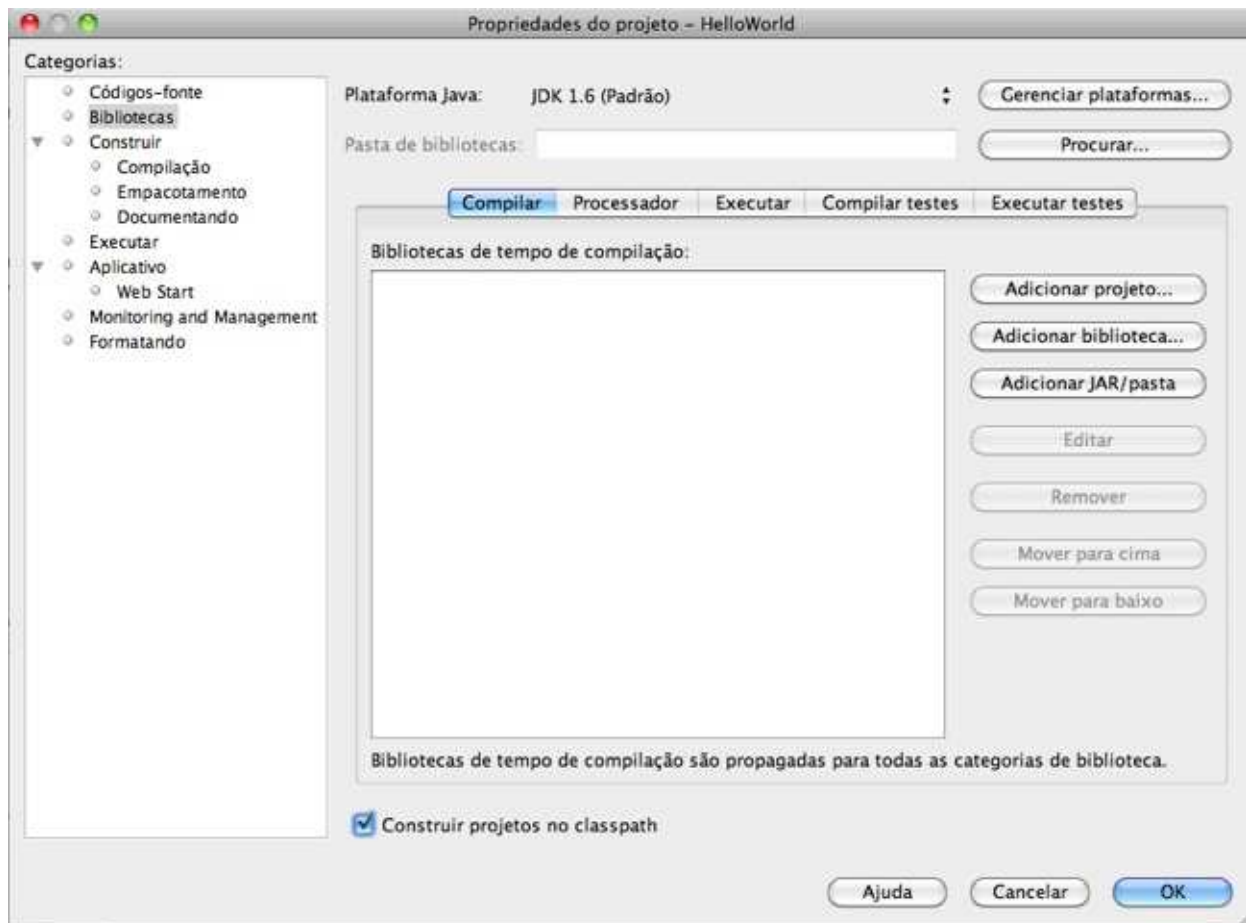 Propriedades do projeto – HelloWorld
Categorias:
Códigos-fonte
Bibliotecas
Construir
Compilação
Empacotamento
Documentando
Executar
Aplicativo
Web Start
Monitoring and Management
Formatando
Plataforma Java: JDK 1.6 (Padrão) Gerenciar plataformas...
Pasta de bibliotecas: Procurar...
Compilar Processador Executar Compilar testes Executar testes
Bibliotecas de tempo de compilação:
Adicionar projeto...
Adicionar biblioteca...
Adicionar JAR/pasta
Editar
Remover
Mover para cima
Mover para baixo
Bibliotecas de tempo de compilação são propagadas para todas as categorias de biblioteca.
Construir projetos no classpath
Ajuda Cancelar OK